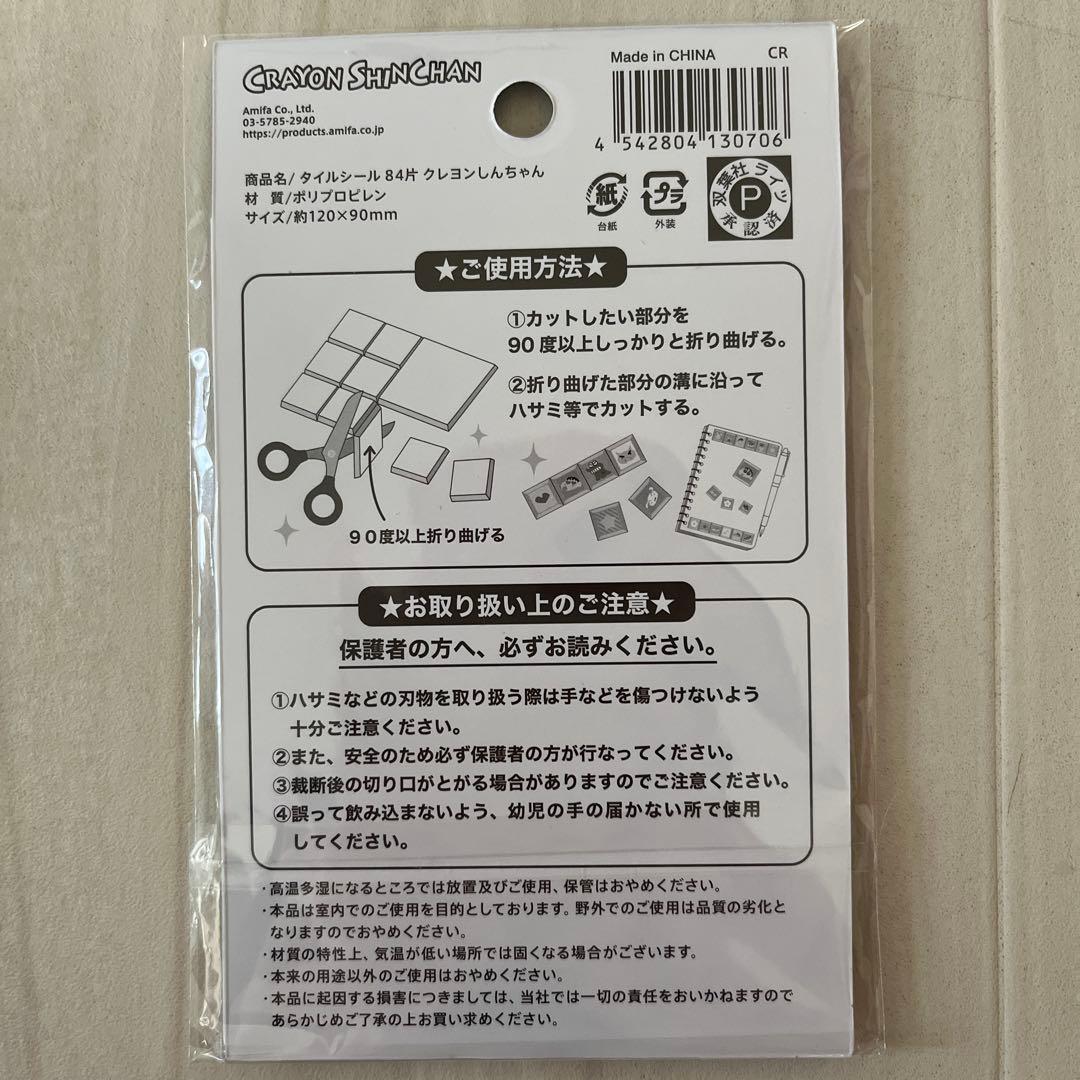 CRAYON SHINCHAN
Amifa Co., Ltd.
03-5785-2940
https://products.amifa.co.jp
Made in CHINA
CR
4 542804 130706
商品名/ タイルシール 84片 クレヨンしんちゃん
材 質/ポリプロピレン
サイズ/約120×90mm
紙
台紙
プラ
外装
双葉社 ライツ
P
承認済
★ご使用方法★
①カットしたい部分を
90 度以上しっかりと折り曲げる。
②折り曲げた部分の溝に沿って
ハサミ等でカットする。
90度以上折り曲げる
★お取り扱い上のご注意★
保護者の方へ、必ずお読みください。
①ハサミなどの刃物を取り扱う際は手などを傷つけないよう
十分ご注意ください。
②また、安全のため必ず保護者の方が行なってください。
③裁断後の切り口がとがる場合がありますのでご注意ください。
④誤って飲み込まないよう、幼児の手の届かない所で使用
してください。
・高温多湿になるところでは放置及びご使用、保管はおやめください。
・本品は室内でのご使用を目的としております。野外でのご使用は品質の劣化と
なりますのでおやめください。
・材質の特性上、気温が低い場所では固くなる場合がございます。
・本来の用途以外のご使用はおやめください。
・本品に起因する損害につきましては、当社では一切の責任をおいかねますので
あらかじめご了承の上お買い求めください。